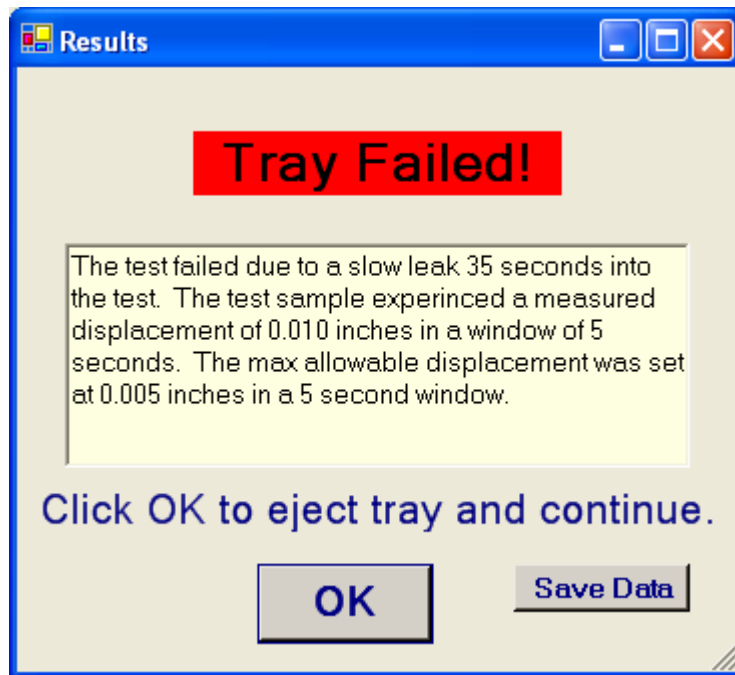 Results
Tray Failed!
The test failed due to a slow leak 35 seconds into
the test.  The test sample experinced a measured
displacement of 0.010 inches in a window of 5
seconds.  The max allowable displacement was set
at 0.005 inches in a 5 second window.
Click OK to eject tray and continue.
OK
Save Data